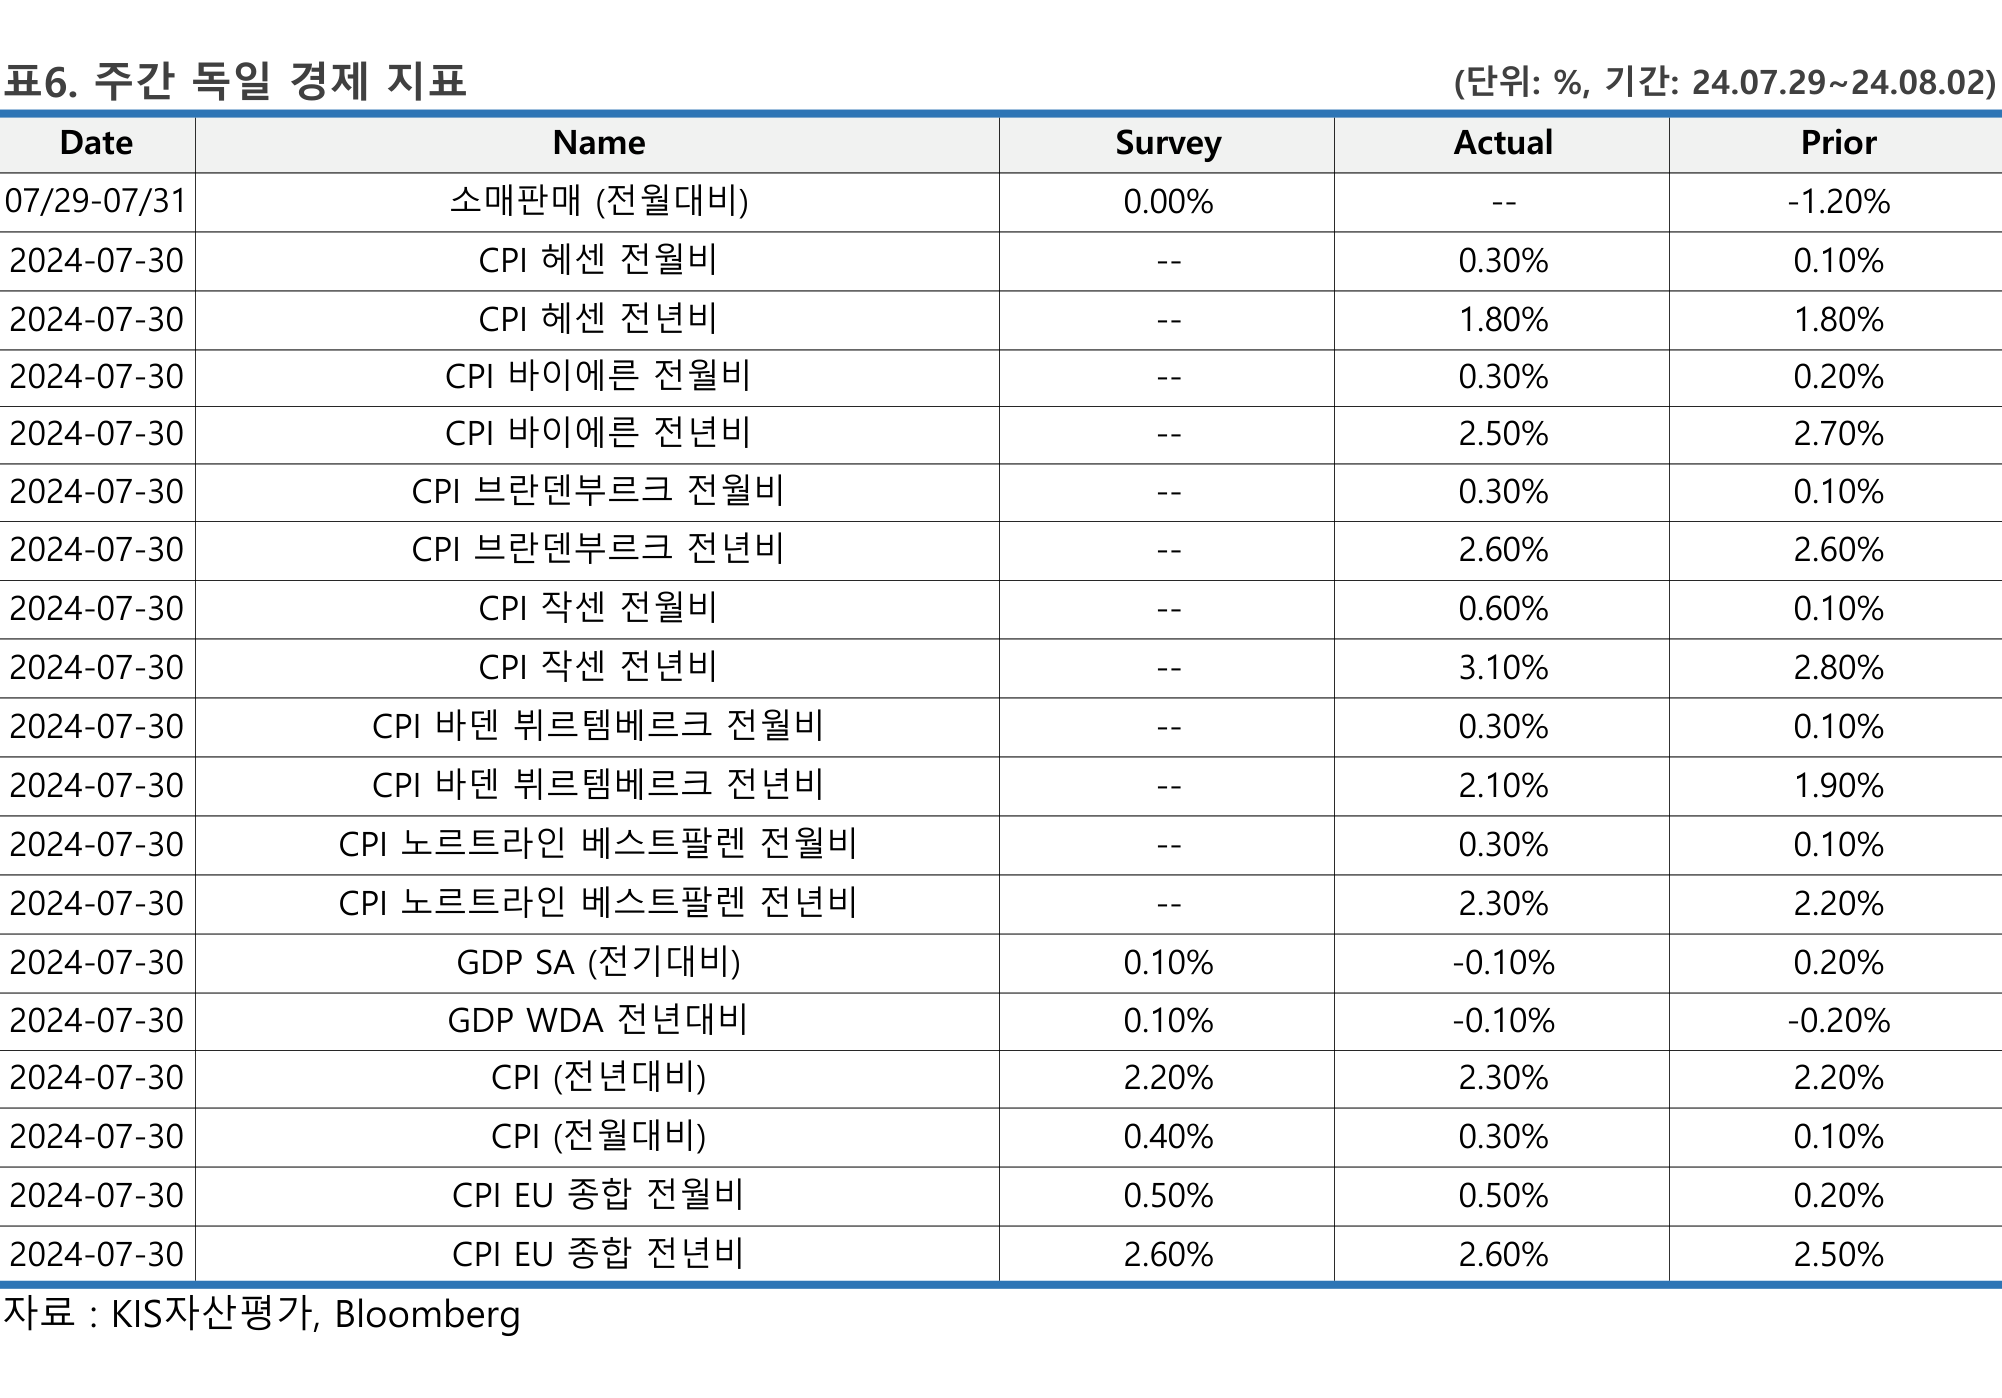 표6. 주간 독일 경제 지표 (단위: %, 기간: 24.07.29~24.08.02)
Date Name Survey Actual Prior
07/29-07/31 소매판매 (전월대비) 0.00% -- -1.20%
2024-07-30 CPI 헤센 전월비 -- 0.30% 0.10%
2024-07-30 CPI 헤센 전년비 -- 1.80% 1.80%
2024-07-30 CPI 바이에른 전월비 -- 0.30% 0.20%
2024-07-30 CPI 바이에른 전년비 -- 2.50% 2.70%
2024-07-30 CPI 브란덴부르크 전월비 -- 0.30% 0.10%
2024-07-30 CPI 브란덴부르크 전년비 -- 2.60% 2.60%
2024-07-30 CPI 작센 전월비 -- 0.60% 0.10%
2024-07-30 CPI 작센 전년비 -- 3.10% 2.80%
2024-07-30 CPI 바덴 뷔르템베르크 전월비 -- 0.30% 0.10%
2024-07-30 CPI 바덴 뷔르템베르크 전년비 -- 2.10% 1.90%
2024-07-30 CPI 노르트라인 베스트팔렌 전월비 -- 0.30% 0.10%
2024-07-30 CPI 노르트라인 베스트팔렌 전년비 -- 2.30% 2.20%
2024-07-30 GDP SA (전기대비) 0.10% -0.10% 0.20%
2024-07-30 GDP WDA 전년대비 0.10% -0.10% -0.20%
2024-07-30 CPI (전년대비) 2.20% 2.30% 2.20%
2024-07-30 CPI (전월대비) 0.40% 0.30% 0.10%
2024-07-30 CPI EU 종합 전월비 0.50% 0.50% 0.20%
2024-07-30 CPI EU 종합 전년비 2.60% 2.60% 2.50%
자료 : KIS자산평가, Bloomberg